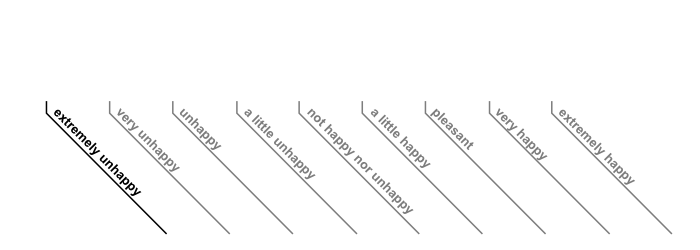 extremely unhappy
very unhappy
unhappy
a little unhappy
not happy nor unhappy
a little happy
pleasant
very happy
extremely happy